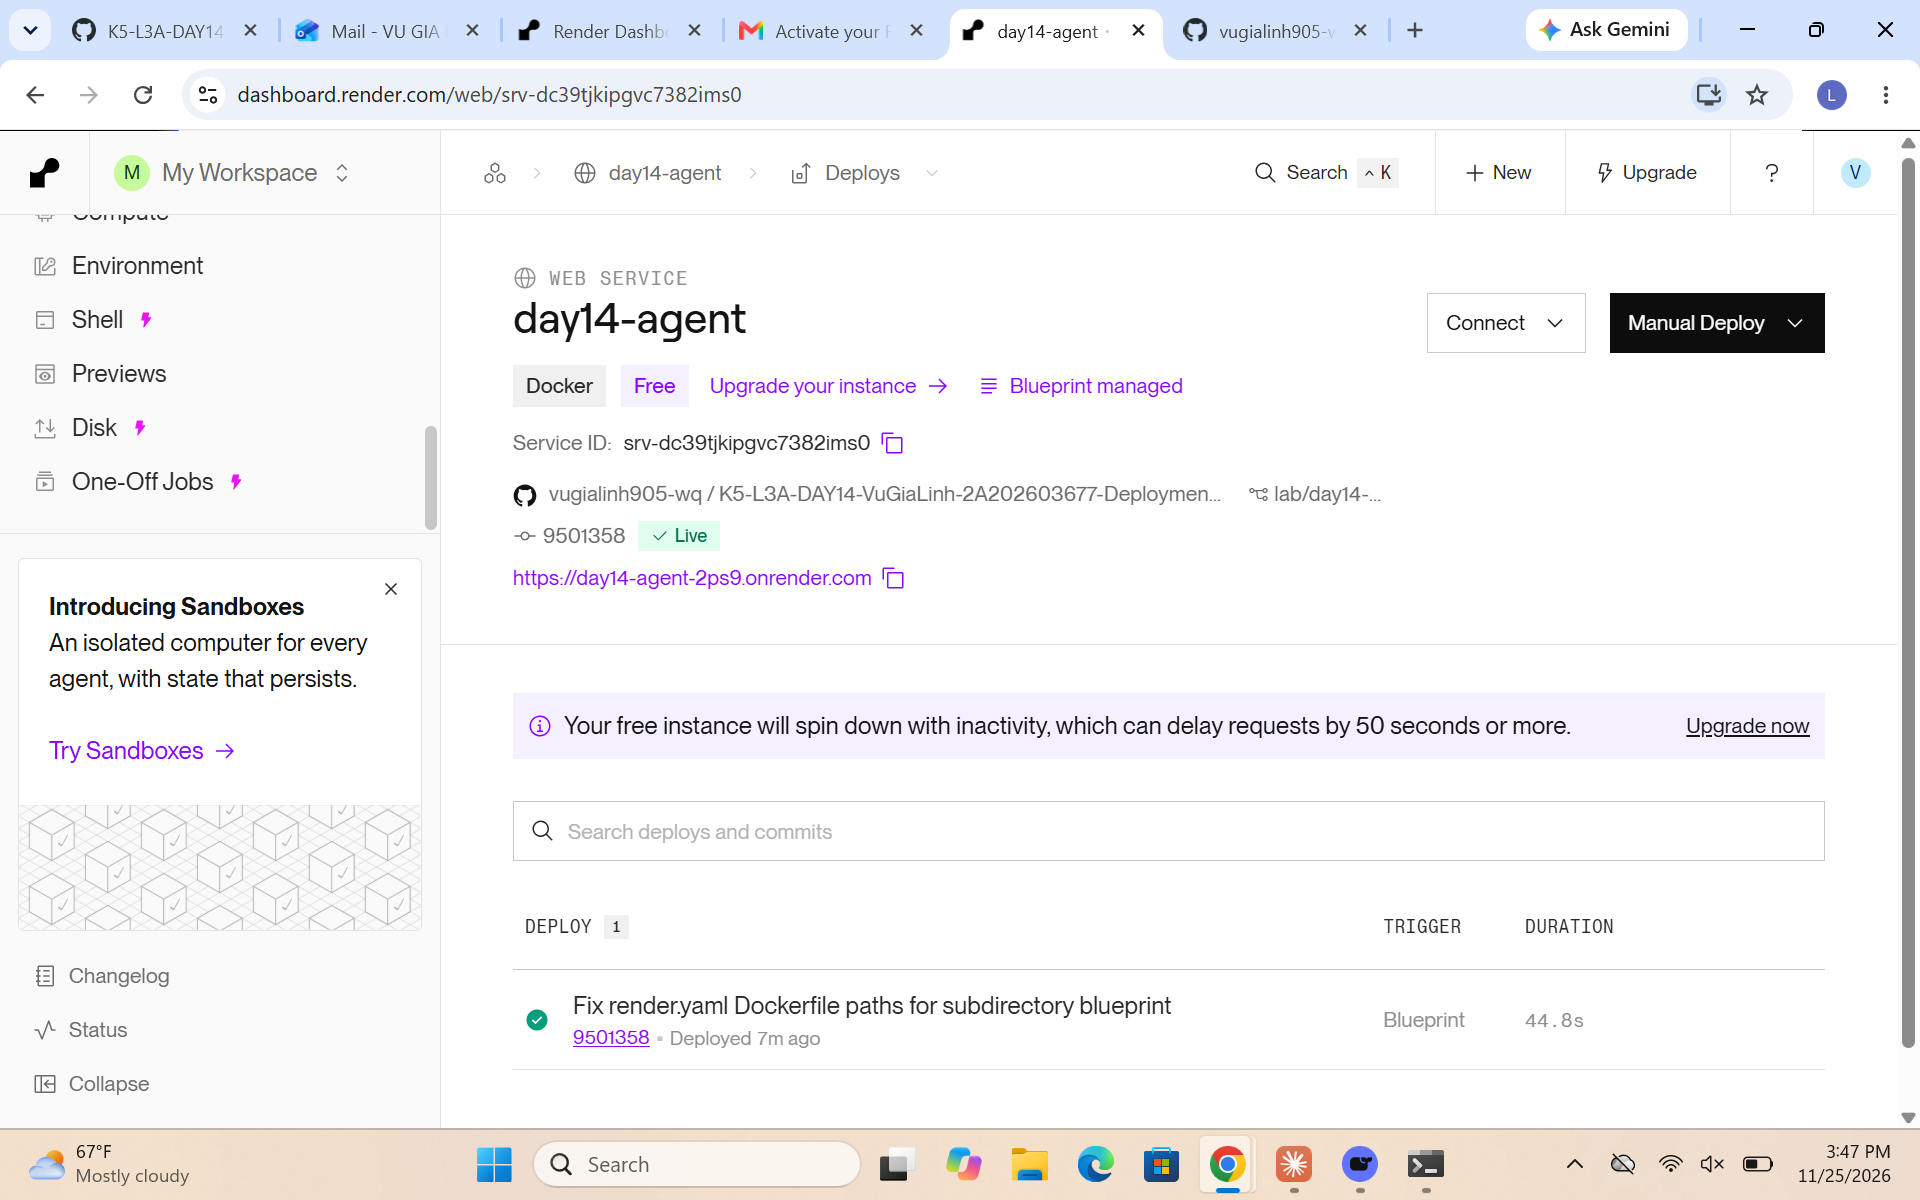 K5-L3A-DAY14
Mail - VU GIA
Render Dashb
Activate your
day14-agent
vugialinh905-w
Ask Gemini
dashboard.render.com/web/srv-dc39tjkipgvc7382ims0
L
M
My Workspace
day14-agent
Deploys
Search
^ K
+ New
Upgrade
?
V
Compute
Environment
Shell
Previews
Disk
One-Off Jobs
Introducing Sandboxes
An isolated computer for every
agent, with state that persists.
Try Sandboxes →
Changelog
Status
Collapse
WEB SERVICE
day14-agent
Connect
Manual Deploy
Docker
Free
Upgrade your instance →
Blueprint managed
Service ID: srv-dc39tjkipgvc7382ims0
vugialinh905-wq / K5-L3A-DAY14-VuGiaLinh-2A202603677-Deploymen...
lab/day14-...
9501358
Live
https://day14-agent-2ps9.onrender.com
Your free instance will spin down with inactivity, which can delay requests by 50 seconds or more.
Upgrade now
Search deploys and commits
DEPLOY 1
TRIGGER
DURATION
Fix render.yaml Dockerfile paths for subdirectory blueprint
9501358 Deployed 7m ago
Blueprint
44.8s
67°F
Mostly cloudy
Search
3:47 PM
11/25/2026